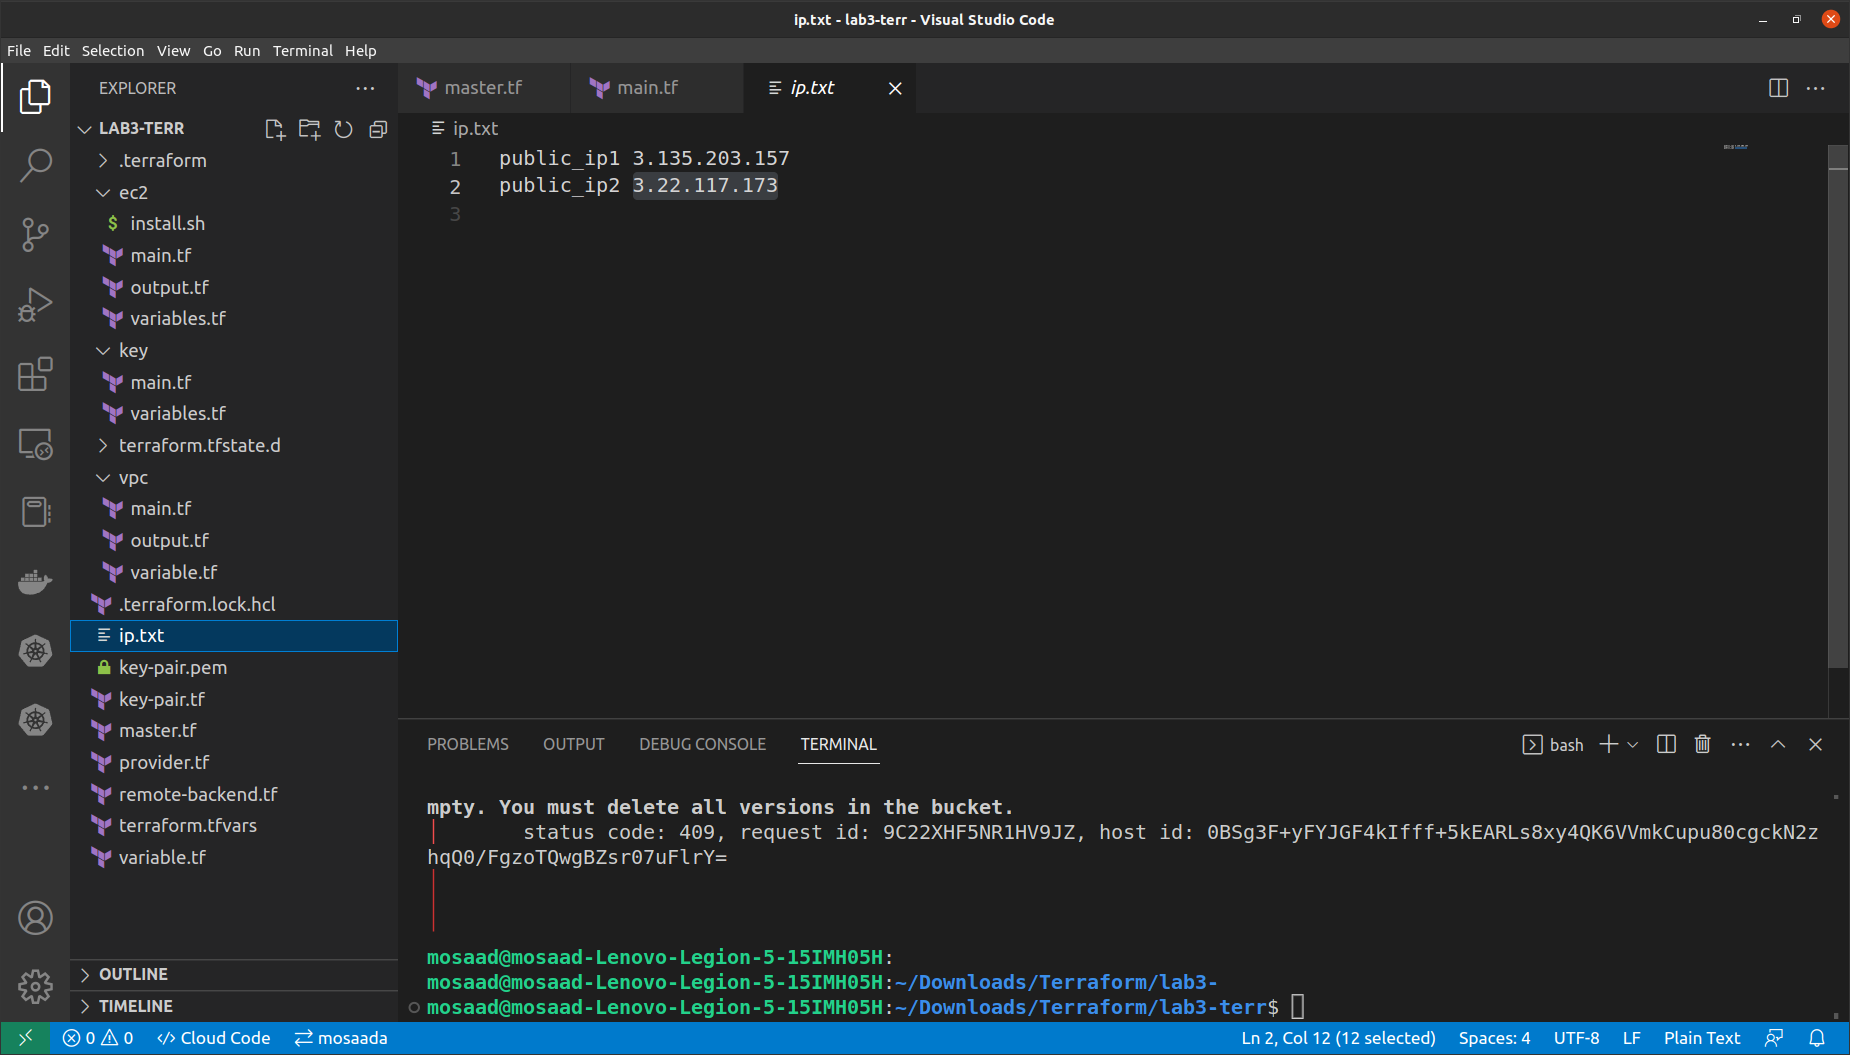 ip.txt - lab3-terr - Visual Studio Code
File Edit Selection View Go Run Terminal Help
EXPLORER
LAB3-TERR
.terraform
ec2
$ install.sh
main.tf
output.tf
variables.tf
key
main.tf
variables.tf
terraform.tfstate.d
vpc
main.tf
output.tf
variable.tf
.terraform.lock.hcl
ip.txt
key-pair.pem
key-pair.tf
master.tf
provider.tf
remote-backend.tf
terraform.tfvars
variable.tf
OUTLINE
TIMELINE
master.tf main.tf ip.txt
ip.txt
1 public_ip1 3.135.203.157
2 public_ip2 3.22.117.173
3
PROBLEMS OUTPUT DEBUG CONSOLE TERMINAL
bash
mpty. You must delete all versions in the bucket.
status code: 409, request id: 9C22XHF5NR1HV9JZ, host id: 0BSg3F+yFYJGF4kIfff+5kEARLs8xy4QK6VVmkCupu80cgckN2z
hqQ0/FgzoTQwgBZsr07uFlrY=
mosaad@mosaad-Lenovo-Legion-5-15IMH05H:
mosaad@mosaad-Lenovo-Legion-5-15IMH05H:~/Downloads/Terraform/lab3-
mosaad@mosaad-Lenovo-Legion-5-15IMH05H:~/Downloads/Terraform/lab3-terr$
0 0 Cloud Code mosaada Ln 2, Col 12 (12 selected) Spaces: 4 UTF-8 LF Plain Text